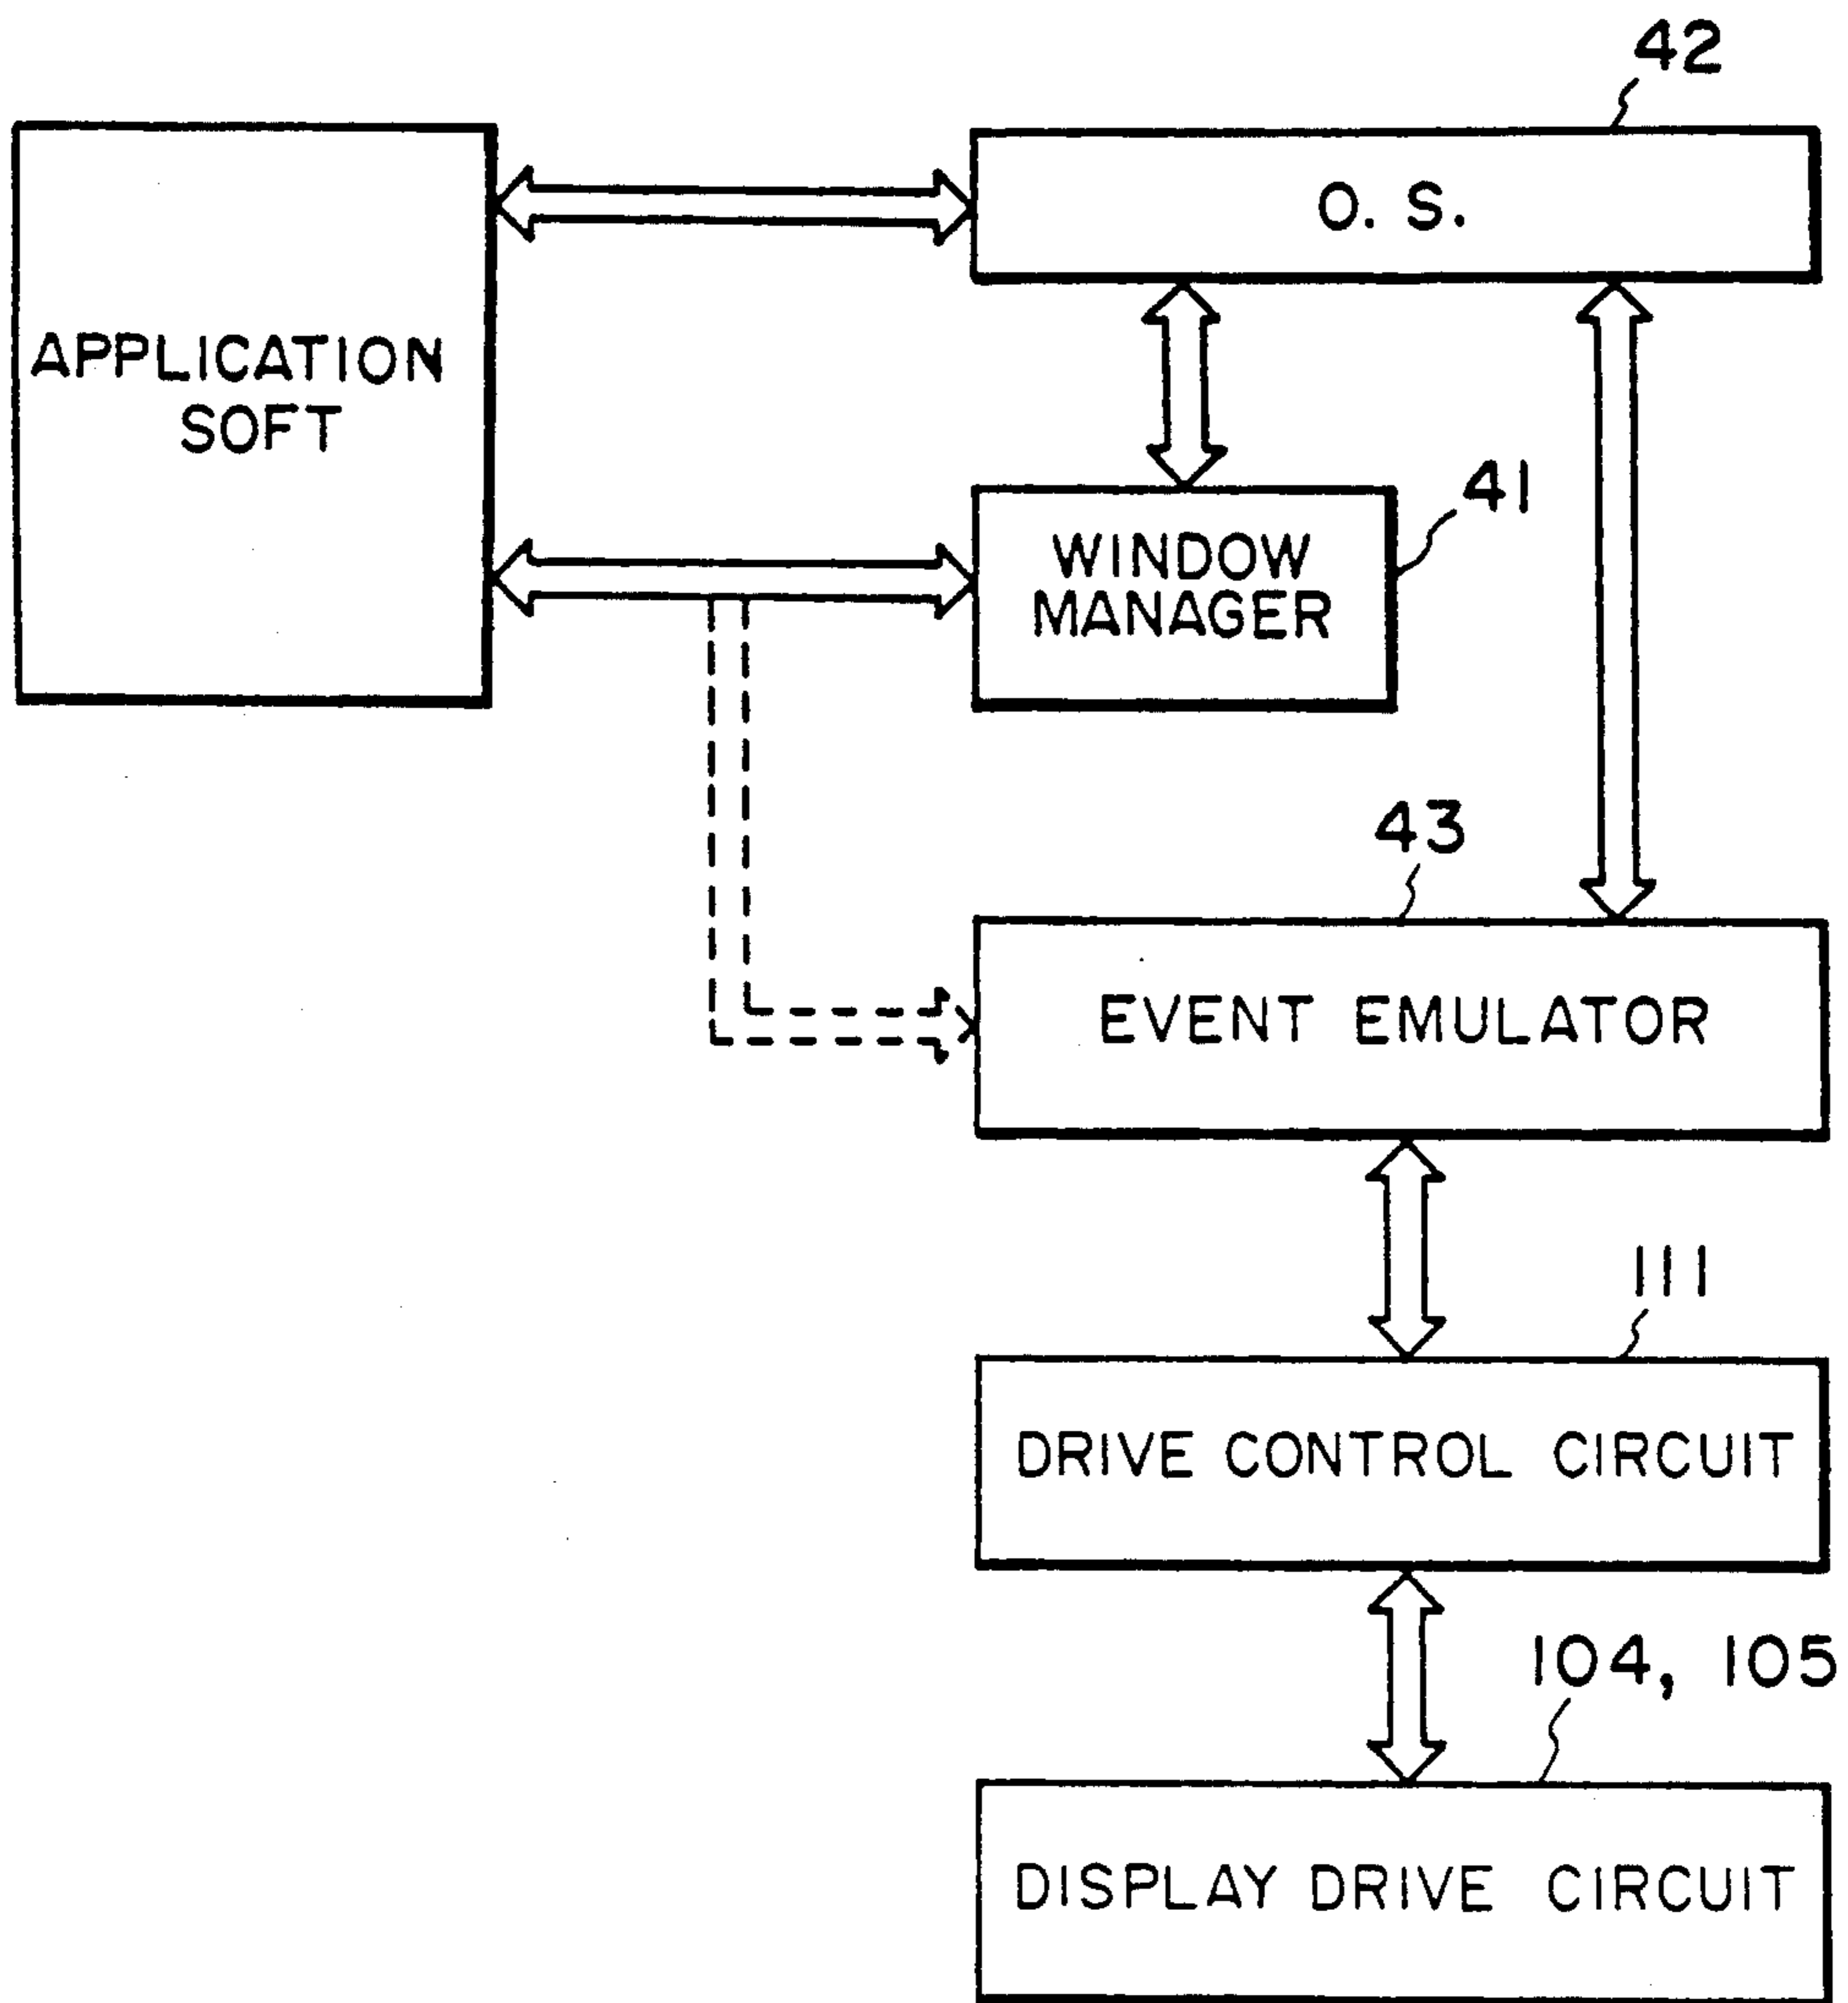 42
O. S.
APPLICATION
SOFT
41
WINDOW
MANAGER
43
EVENT EMULATOR
111
DRIVE CONTROL CIRCUIT
104, 105
DISPLAY DRIVE CIRCUIT